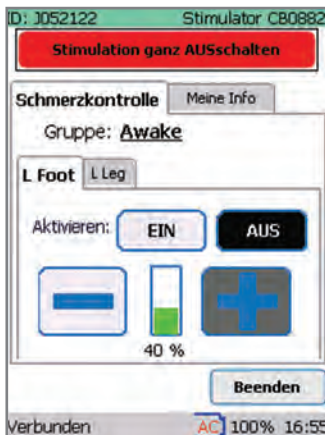 ID: J052122 Stimulator CB0882
Stimulation ganz AUSschalten
Schmerzkontrolle Meine Info
Gruppe: Awake
L Foot L Leg
Aktivieren: EIN AUS
40 %
Beenden
Verbunden AC 100% 16:55